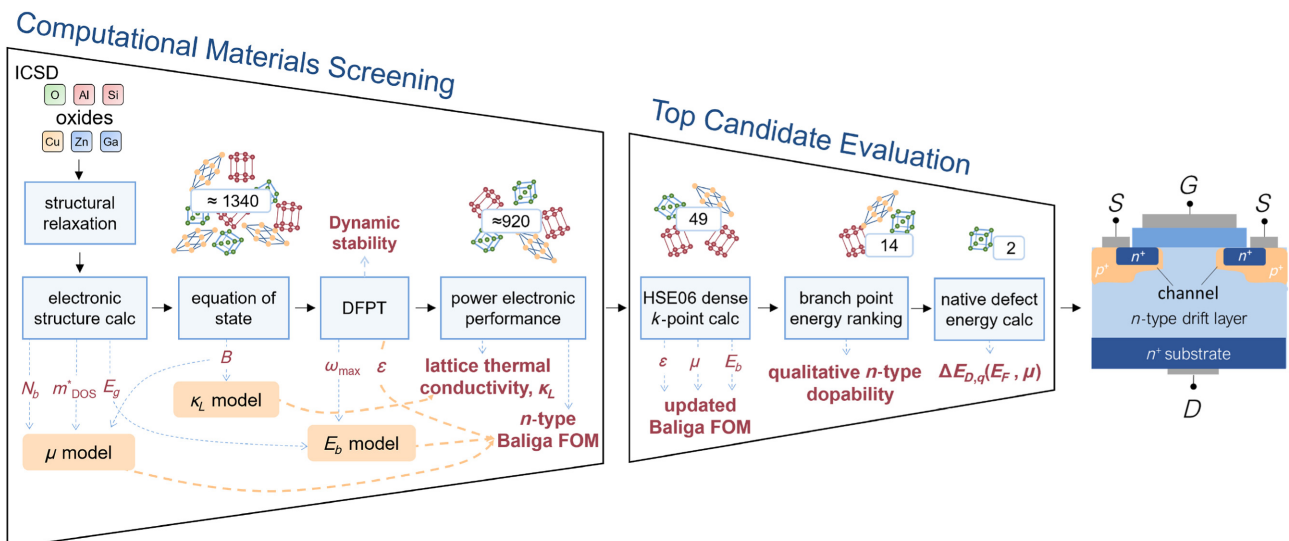 Computational Materials Screening
ICSD
O Al Si
oxides
Cu Zn Ga
structural
relaxation
≈ 1340
Dynamic
stability
≈920
electronic
structure calc
equation of
state
DFPT
power electronic
performance
N_b
m*_DOS
E_g
B
ω_max
ε
κ_L model
lattice thermal
conductivity, κ_L
n-type
Baliga FOM
μ model
E_b model
Top Candidate Evaluation
49
14
2
HSE06 dense
k-point calc
branch point
energy ranking
native defect
energy calc
ε
μ
E_b
updated
Baliga FOM
qualitative n-type
dopability
ΔE_D,q(E_F , μ)
G
S
S
n+
n+
p+
p+
channel
n-type drift layer
n+ substrate
D